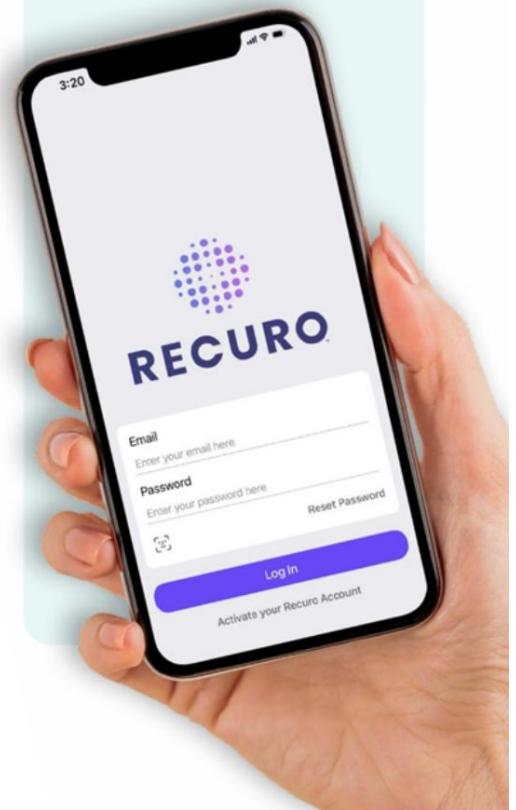 3:20
RECURO
Email
Enter your email here
Password
Enter your password here
Reset Password
Log In
Activate your Recuro Account